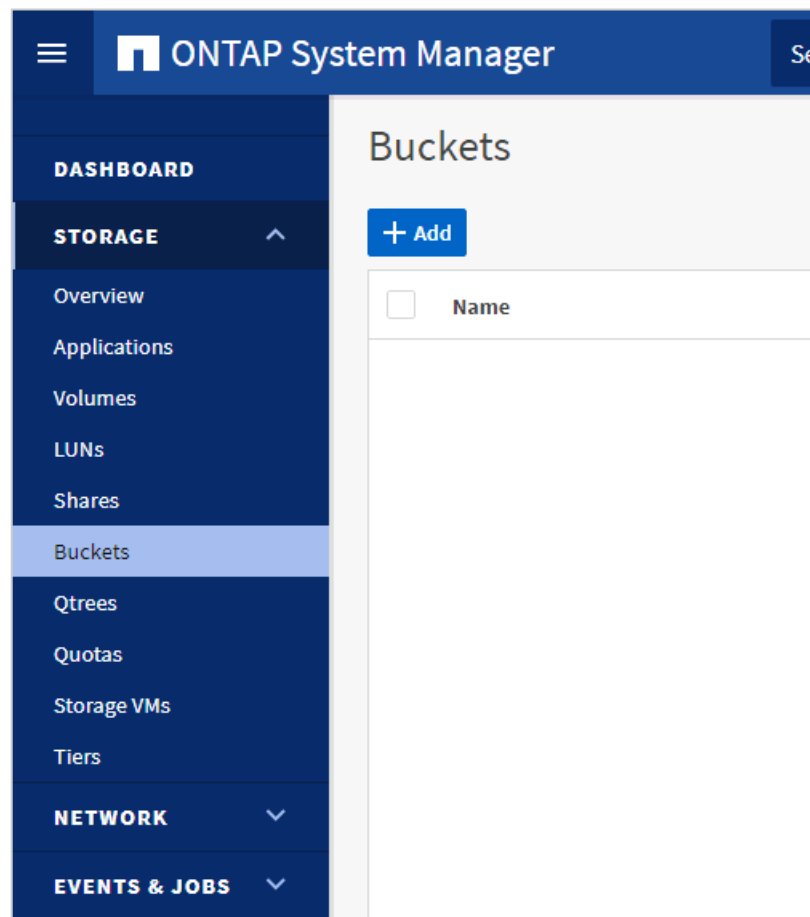 ONTAP System Manager
Buckets
DASHBOARD
STORAGE
+ Add
Overview
Name
Applications
Volumes
LUNs
Shares
Buckets
Qtrees
Quotas
Storage VMs
Tiers
NETWORK
EVENTS & JOBS